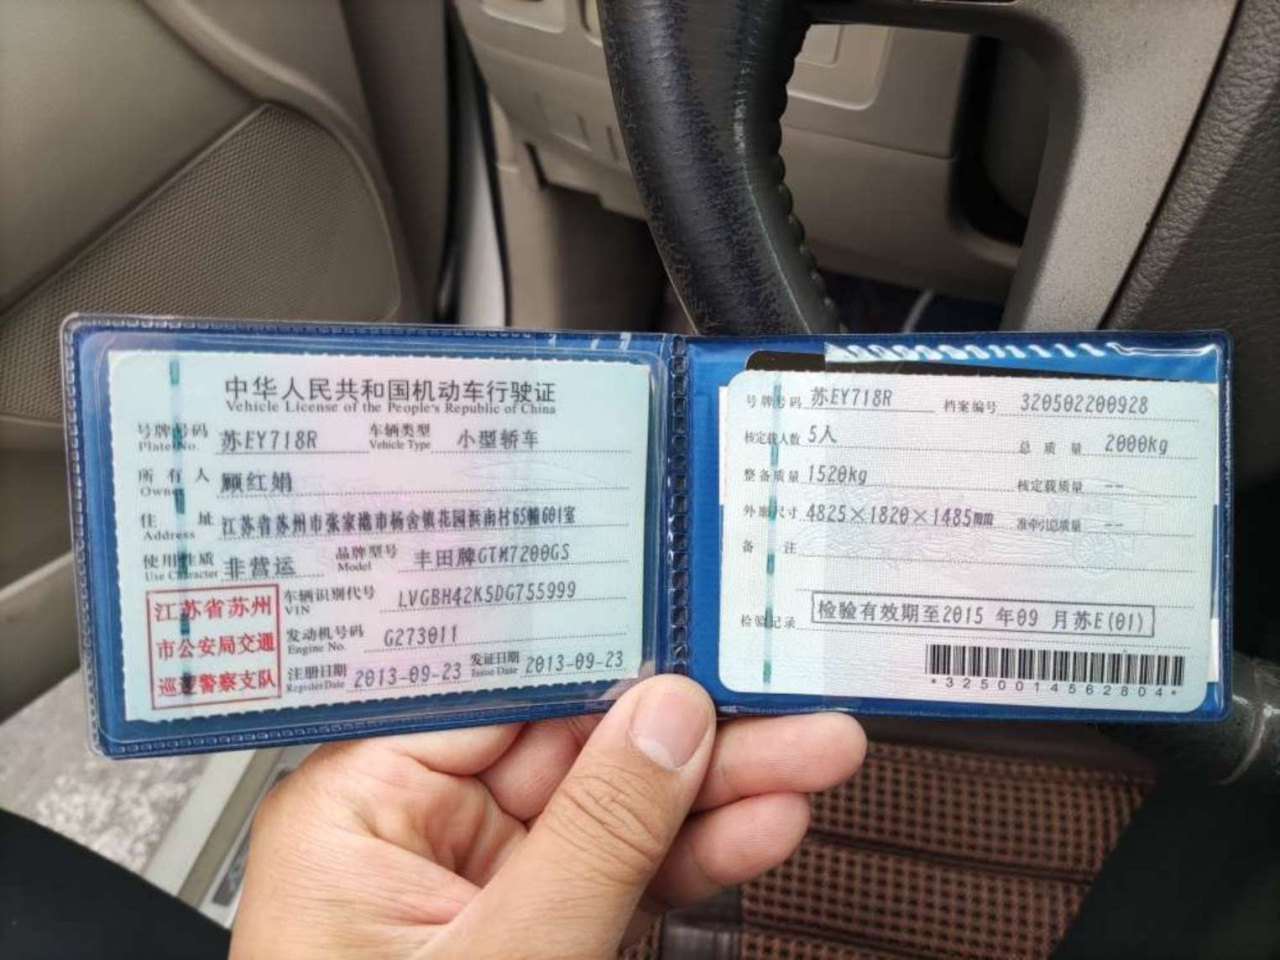 中华人民共和国机动车行驶证
Vehicle License of the People's Republic of China
号牌号码 苏EY718R 车辆类型 小型轿车
Plate No. Vehicle Type
所有人 顾红娟
Owner
住址 江苏省苏州市张家港市杨舍镇花园浜南村65幢601室
Address
使用性质 非营运 品牌型号 丰田牌GTM7200GS
Use Character Model
江苏省苏州
市公安局交通
巡逻警察支队
车辆识别代号 LVGBH42K5DG755999
VIN
发动机号码 G273011
Engine No.
注册日期 2013-09-23 发证日期 2013-09-23
Register Date Issue Date
号牌号码 苏EY718R 档案编号 320502200928
核定载人数 5人 总质量 2000kg
整备质量 1520kg 核定载质量 --
外廓尺寸 4825×1820×1485mm 准牵引总质量 --
备注
检验记录 检验有效期至2015年09月苏E(01)
*3250014562804*